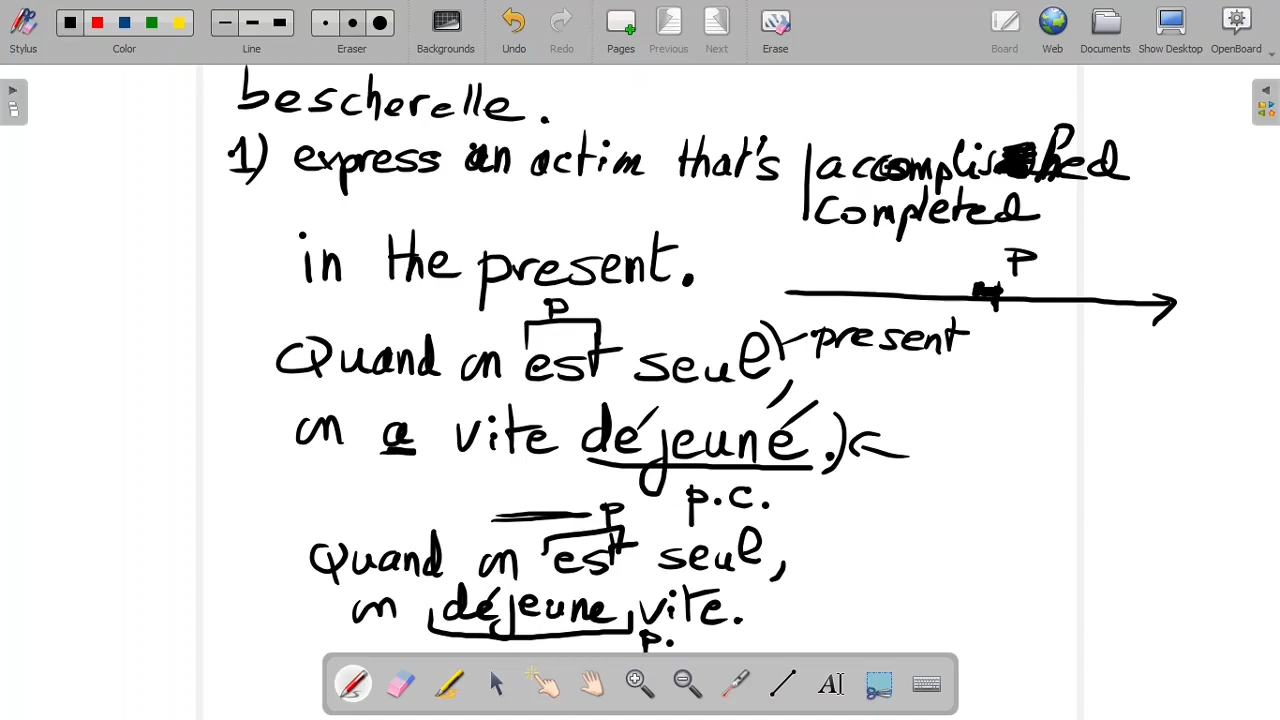 Stylus Color Line Eraser Backgrounds Undo Redo Pages Previous Next Erase Board Web Documents Show Desktop OpenBoard
bescherelle.
1) express an action that's accomplished
completed
in the present.
P
P
Quand on est seul, present
on a vite déjeuné.
p.c.
P
Quand on est seul,
on déjeune vite.
p.
AI